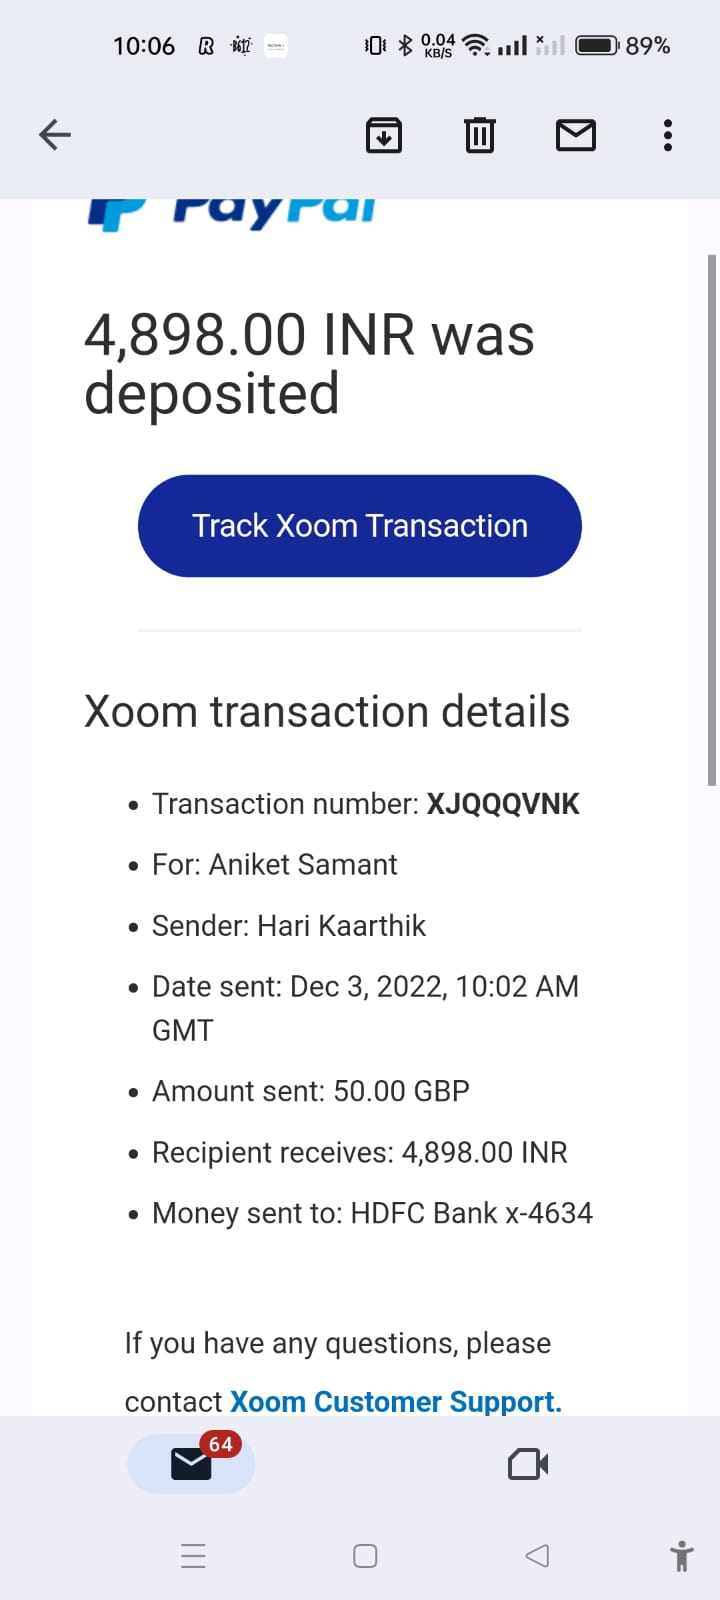 10:06 R B612 0.04 KB/S 89%
PayPal
4,898.00 INR was
deposited
Track Xoom Transaction
Xoom transaction details
• Transaction number: XJQQQVNK
• For: Aniket Samant
• Sender: Hari Kaarthik
• Date sent: Dec 3, 2022, 10:02 AM
GMT
• Amount sent: 50.00 GBP
• Recipient receives: 4,898.00 INR
• Money sent to: HDFC Bank x-4634
If you have any questions, please
contact Xoom Customer Support.
64